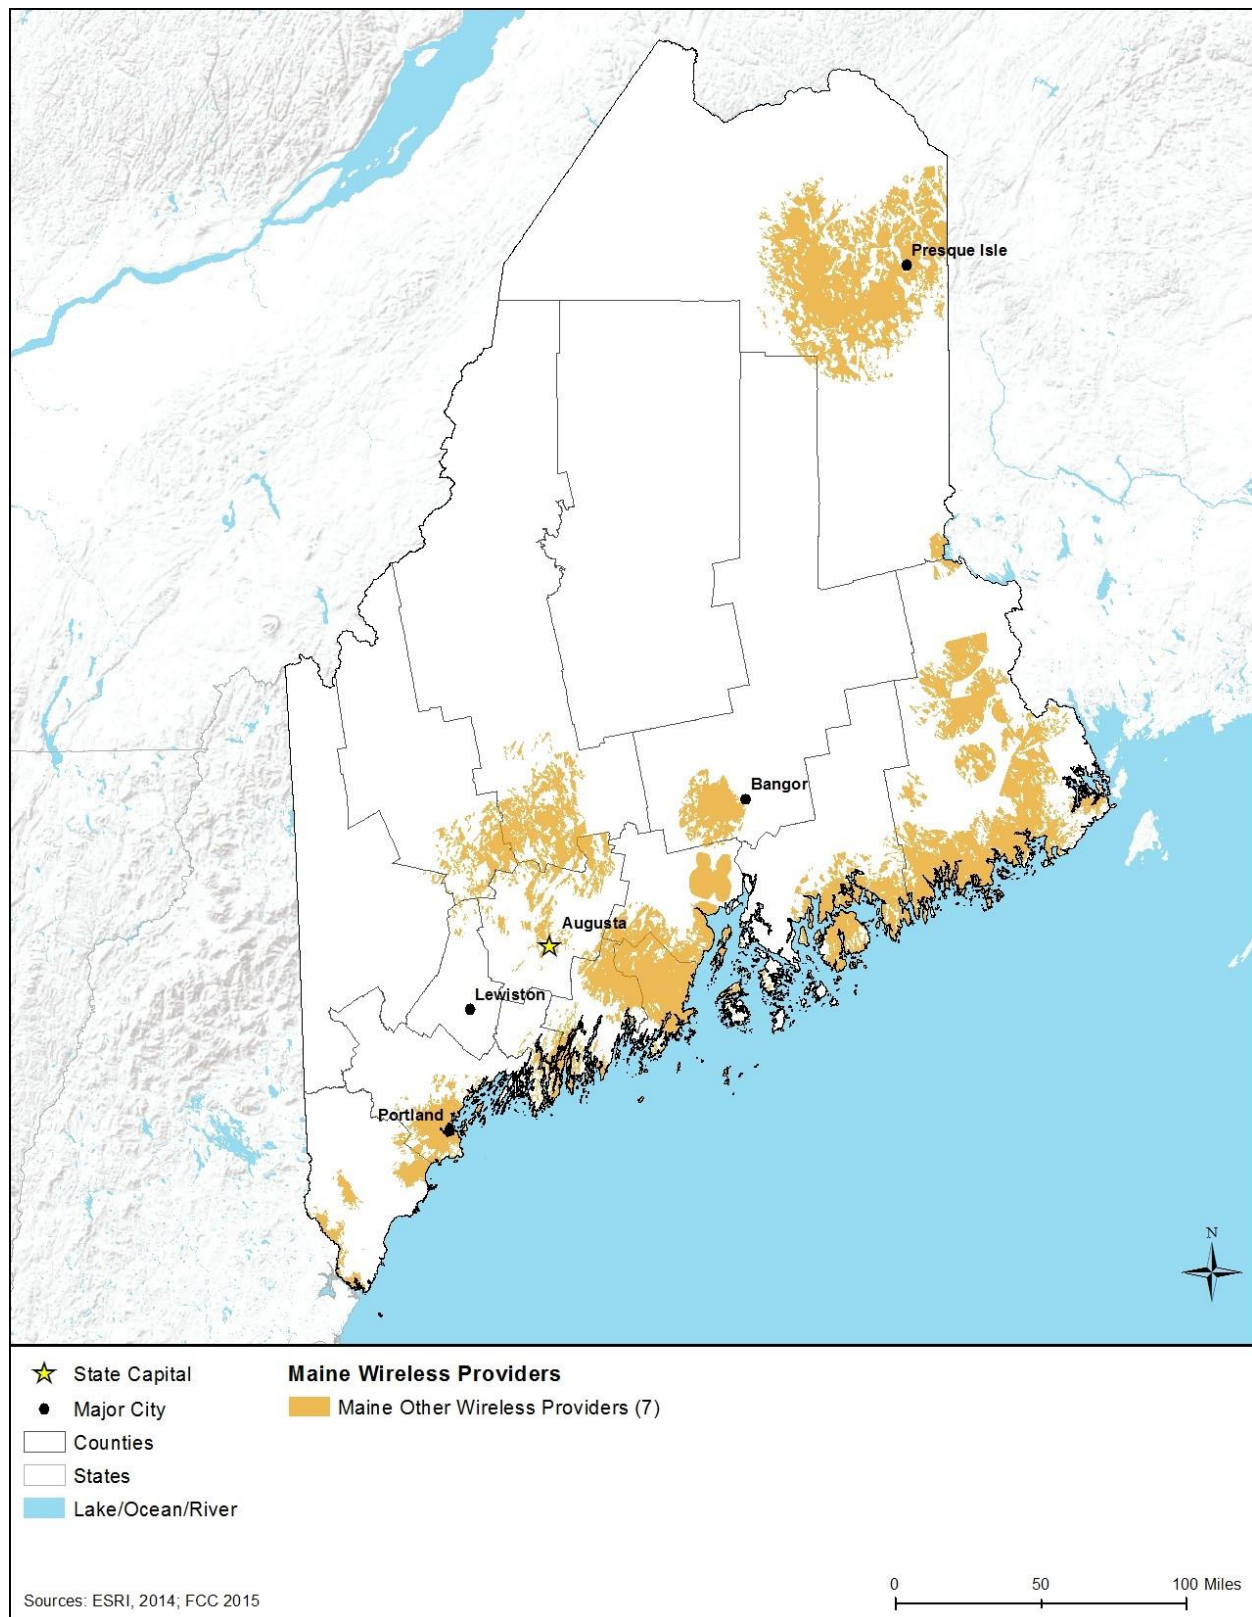 Presque Isle
Bangor
Augusta
Lewiston
Portland
N
State Capital
Major City
Counties
States
Lake/Ocean/River
Maine Wireless Providers
Maine Other Wireless Providers (7)
Sources: ESRI, 2014; FCC 2015
0 50 100 Miles